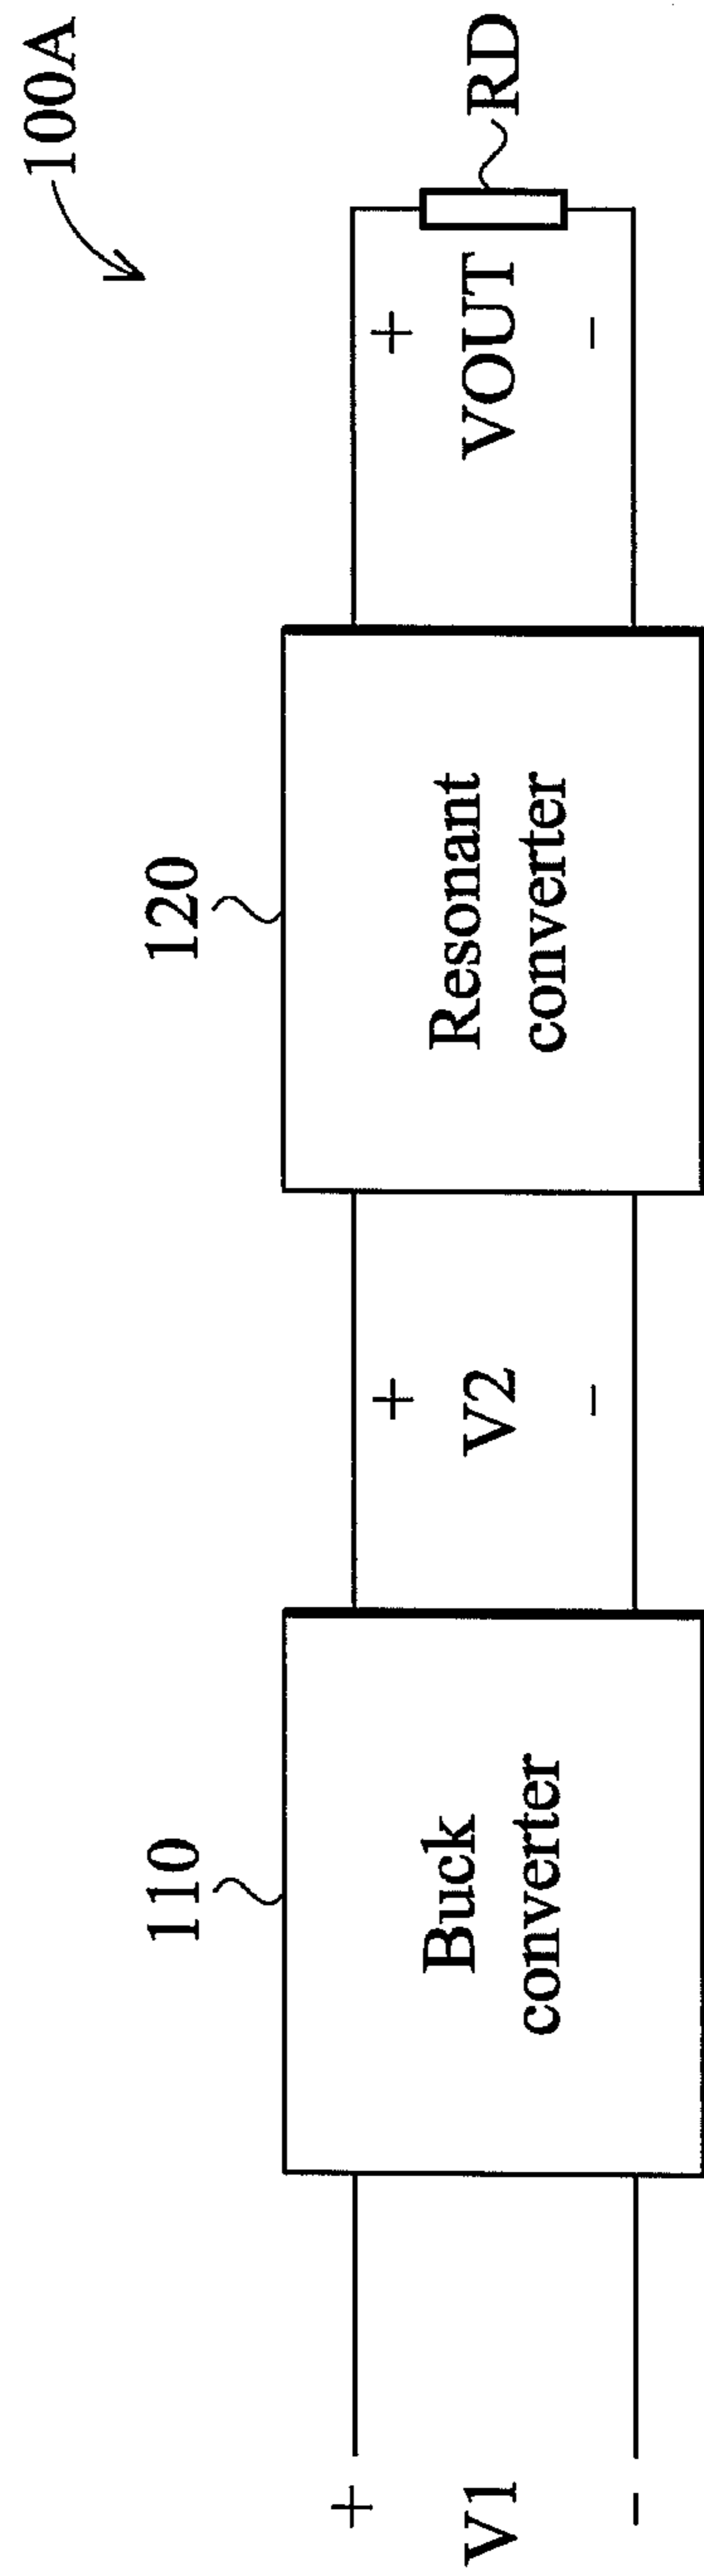 100A
110
120
+
V1
-
Buck
converter
+
V2
-
Resonant
converter
+
VOUT
-
RD